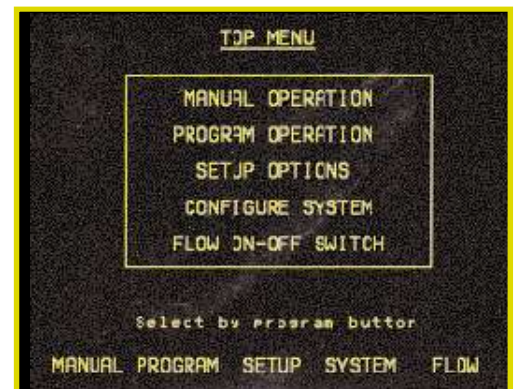 TOP MENU
MANUAL OPERATION
PROGRAM OPERATION
SETUP OPTIONS
CONFIGURE SYSTEM
FLOW ON-OFF SWITCH
Select by program button
MANUAL PROGRAM SETUP SYSTEM FLOW